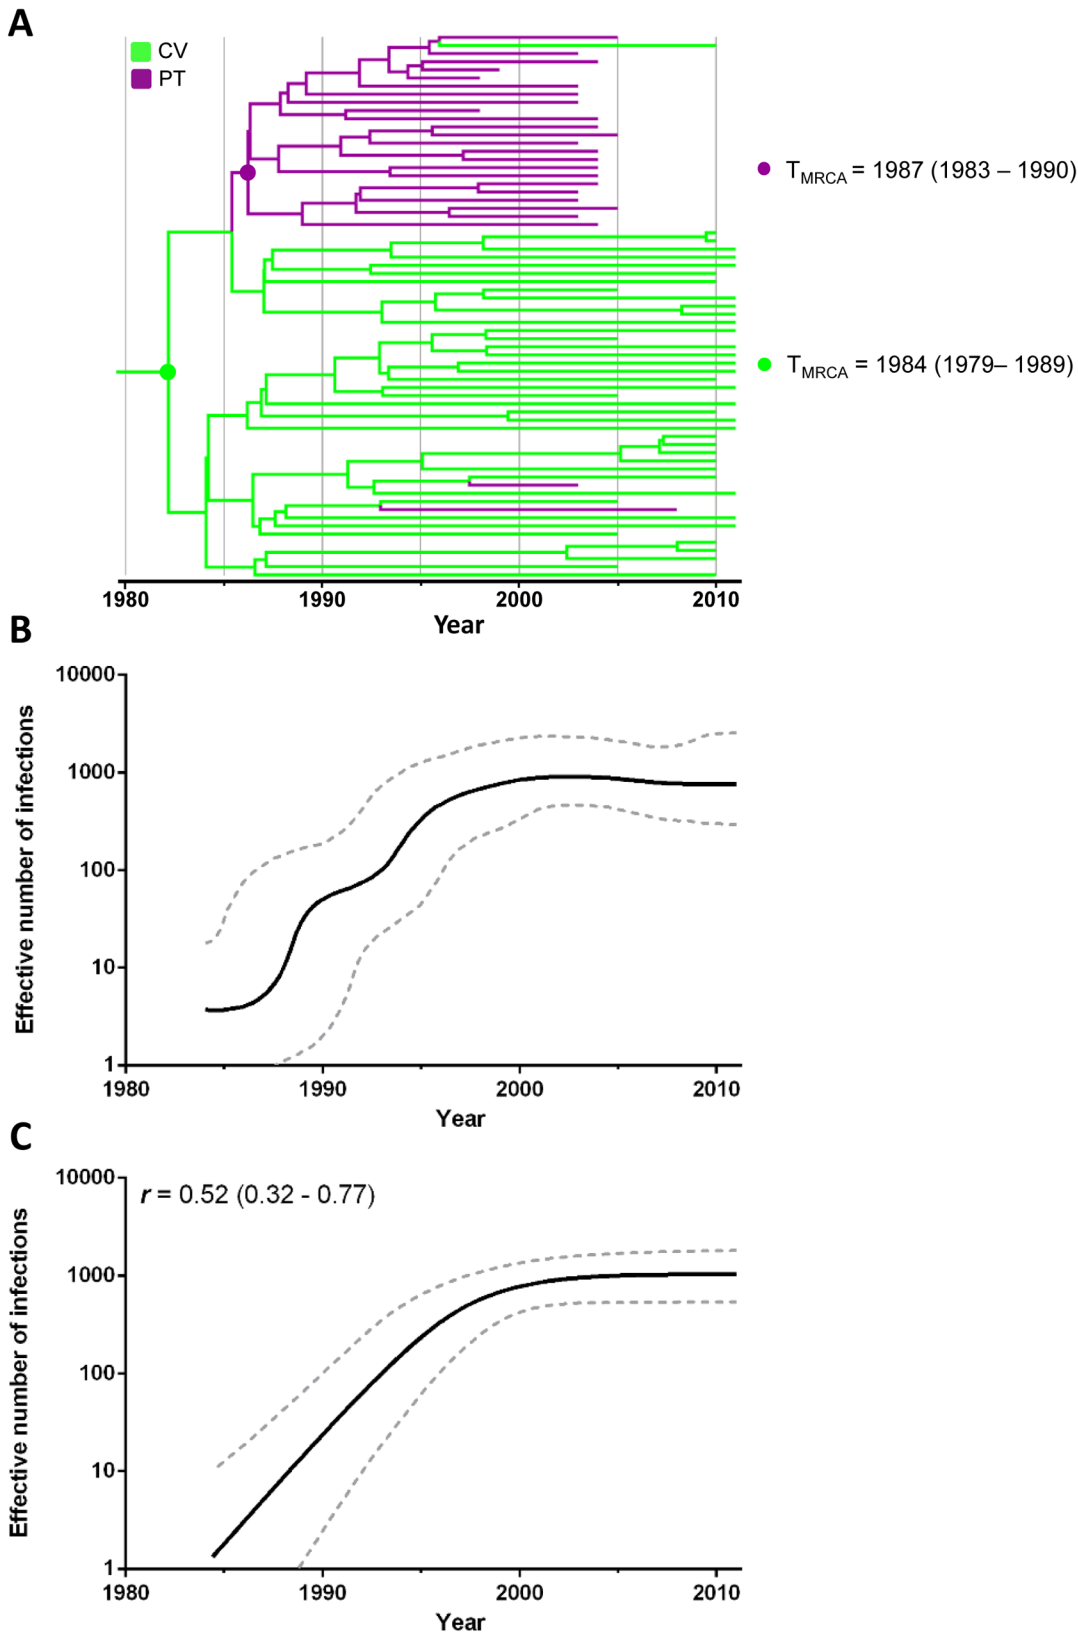 A
CV
PT
T_MRCA = 1987 (1983 – 1990)
T_MRCA = 1984 (1979– 1989)
1980 1990 2000 2010
Year
B
10000
1000
100
10
1
Effective number of infections
1980 1990 2000 2010
Year
C
10000
r = 0.52 (0.32 - 0.77)
1000
100
10
1
Effective number of infections
1980 1990 2000 2010
Year